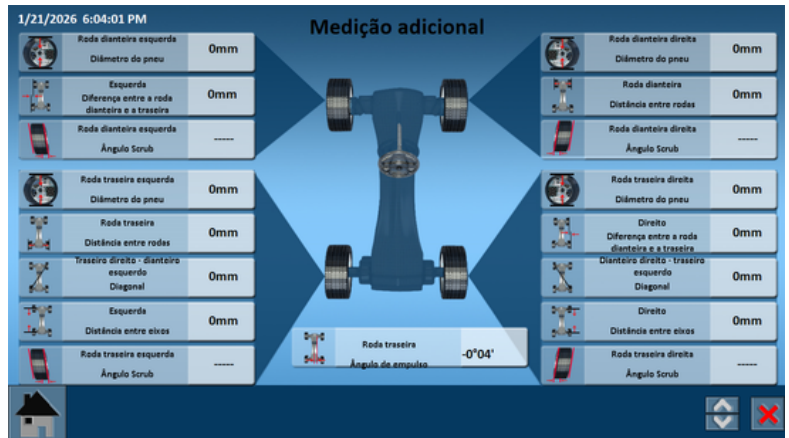 1/21/2026 6:04:01 PM
Medição adicional
Roda dianteira esquerda
Diâmetro do pneu
0mm
Esquerda
Diferença entre a roda
dianteira e a traseira
0mm
Roda dianteira esquerda
Ângulo Scrub
-----
Roda traseira esquerda
Diâmetro do pneu
0mm
Roda traseira
Distância entre rodas
0mm
Traseiro direito - dianteiro
esquerdo
Diagonal
0mm
Esquerda
Distância entre eixos
0mm
Roda traseira esquerda
Ângulo Scrub
-----
Roda traseira
Ângulo de empulso
-0°04'
Roda dianteira direita
Diâmetro do pneu
0mm
Roda dianteira
Distância entre rodas
0mm
Roda dianteira direita
Ângulo Scrub
-----
Roda traseira direita
Diâmetro do pneu
0mm
Direito
Diferença entre a roda
dianteira e a traseira
0mm
Dianteiro direito - traseiro
esquerdo
Diagonal
0mm
Direito
Distância entre eixos
0mm
Roda traseira direita
Ângulo Scrub
-----